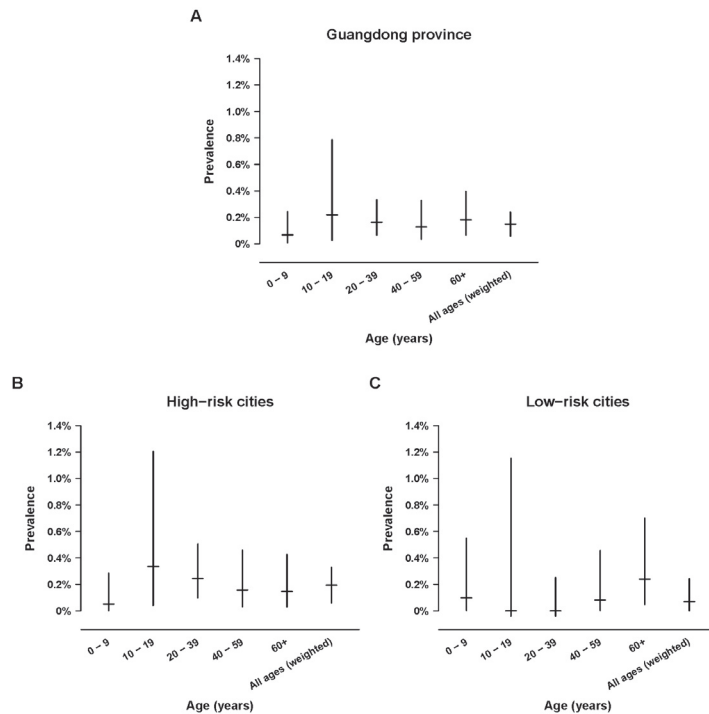 A
Guangdong province
1.4%
1.2%
1.0%
0.8%
0.6%
0.4%
0.2%
0%
Prevalence
0 − 9
10 − 19
20 − 39
40 − 59
60+
All ages (weighted)
Age (years)
B
High−risk cities
1.4%
1.2%
1.0%
0.8%
0.6%
0.4%
0.2%
0%
Prevalence
0 − 9
10 − 19
20 − 39
40 − 59
60+
All ages (weighted)
Age (years)
C
Low−risk cities
1.4%
1.2%
1.0%
0.8%
0.6%
0.4%
0.2%
0%
Prevalence
0 − 9
10 − 19
20 − 39
40 − 59
60+
All ages (weighted)
Age (years)